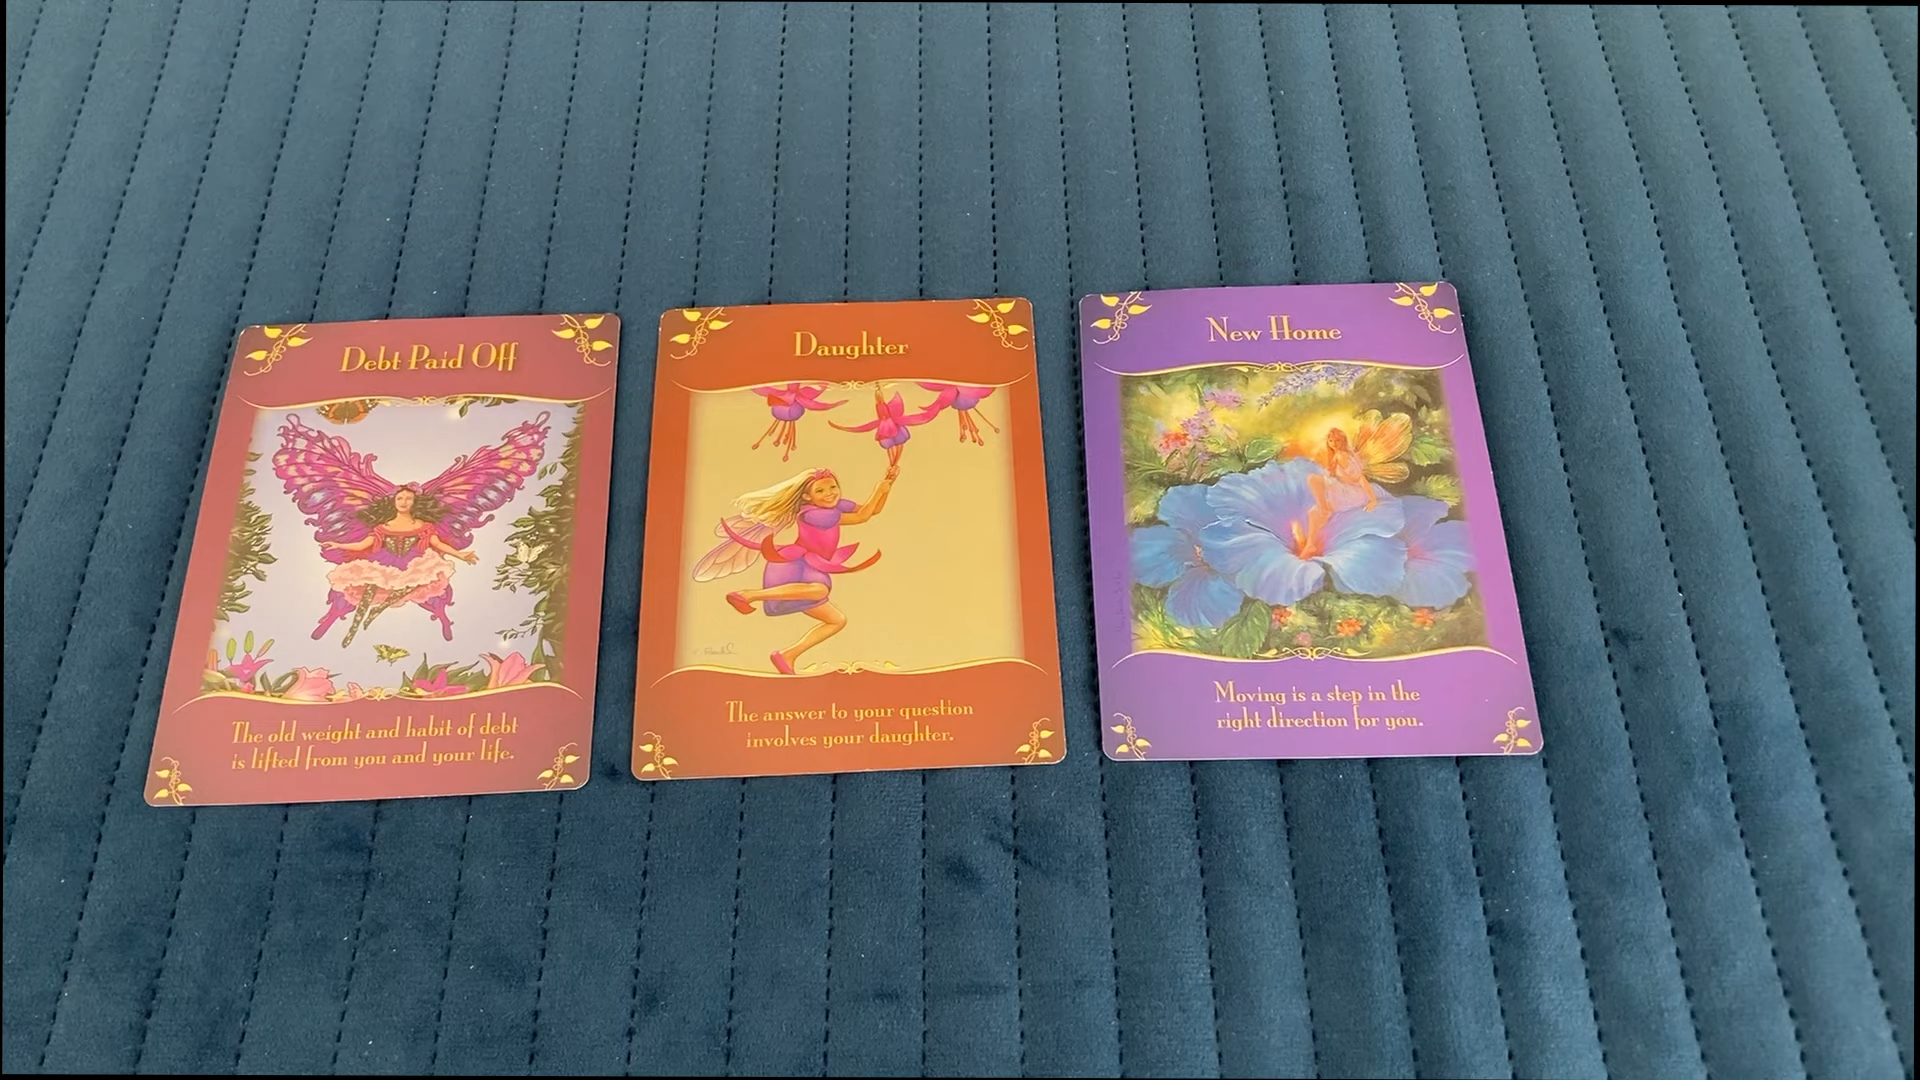 Debt Paid Off
The old weight and habit of debt
is lifted from you and your life.
Daughter
The answer to your question
involves your daughter.
New Home
Moving is a step in the
right direction for you.